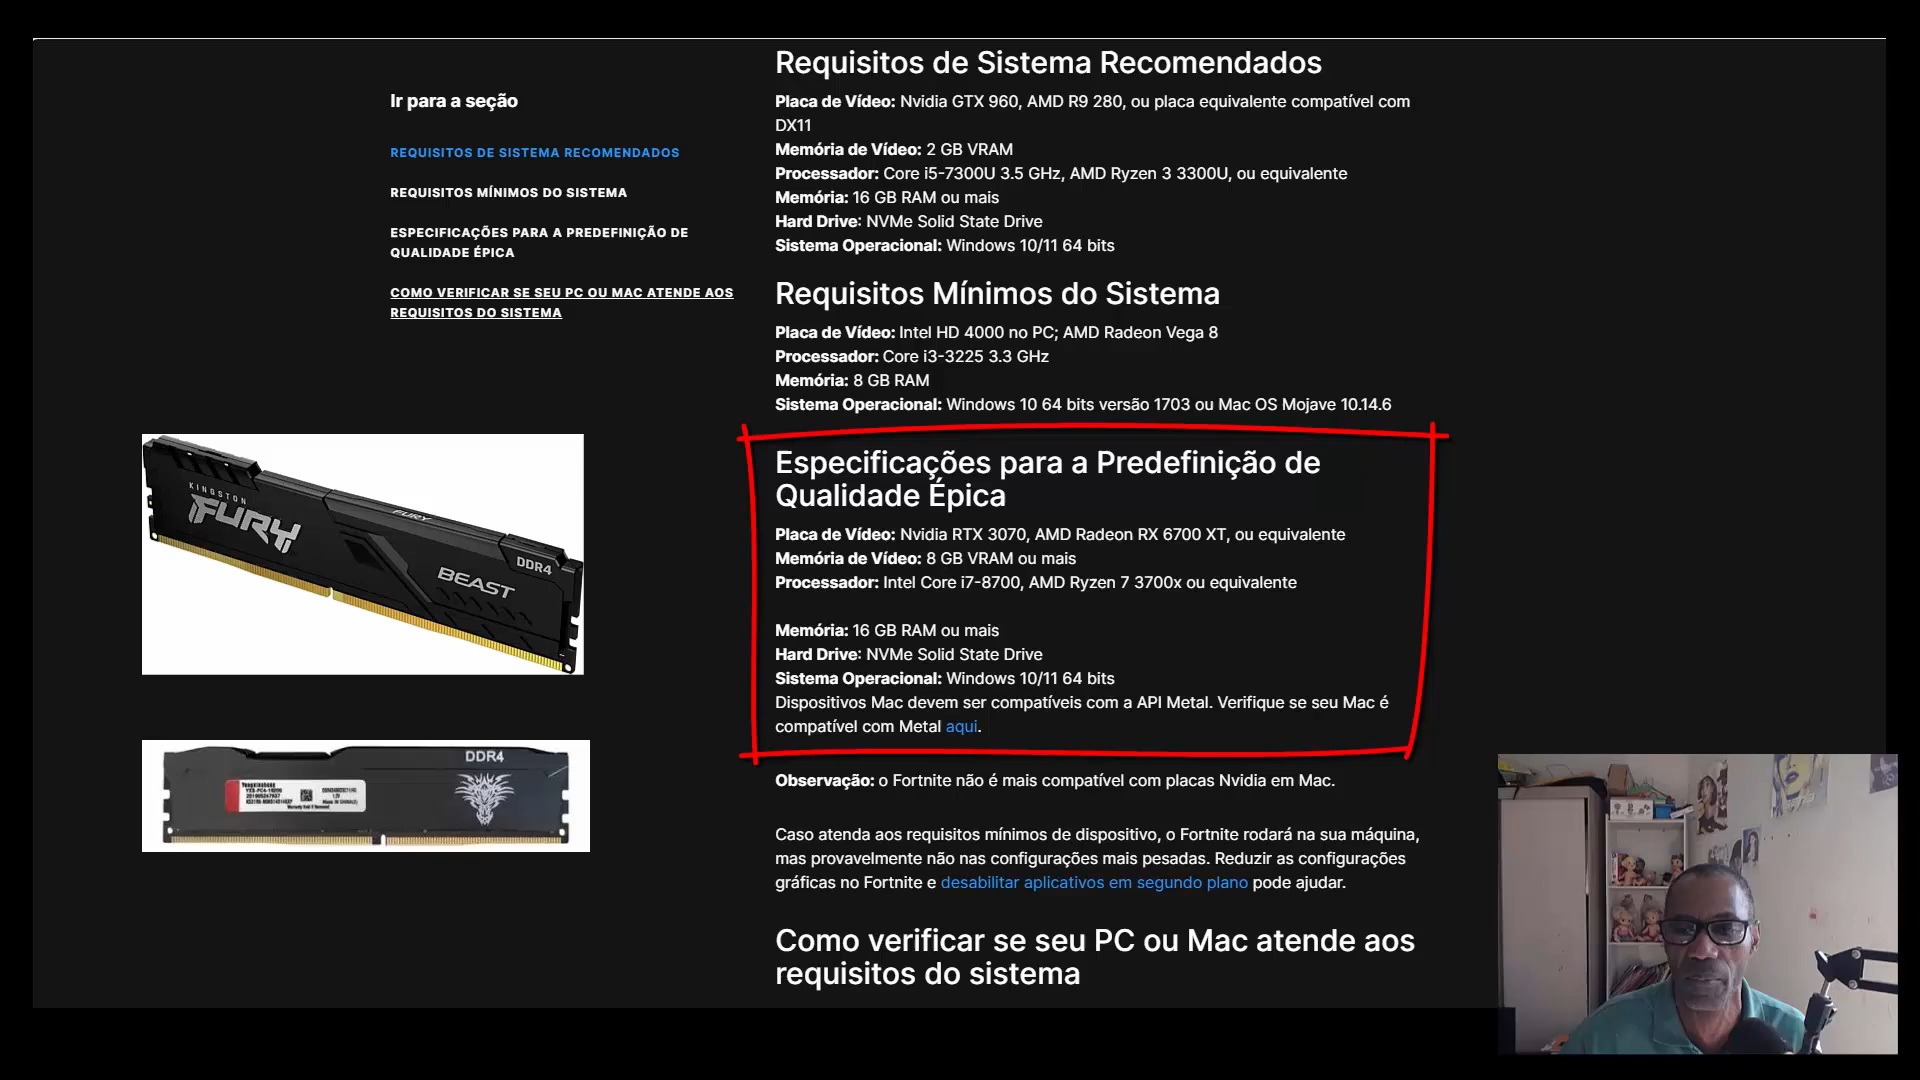 Ir para a seção
REQUISITOS DE SISTEMA RECOMENDADOS
REQUISITOS MÍNIMOS DO SISTEMA
ESPECIFICAÇÕES PARA A PREDEFINIÇÃO DE
QUALIDADE ÉPICA
COMO VERIFICAR SE SEU PC OU MAC ATENDE AOS
REQUISITOS DO SISTEMA
KINGSTON
FURY
FURY
DDR4
BEAST
DDR4
Requisitos de Sistema Recomendados
Placa de Vídeo: Nvidia GTX 960, AMD R9 280, ou placa equivalente compatível com
DX11
Memória de Vídeo: 2 GB VRAM
Processador: Core i5-7300U 3.5 GHz, AMD Ryzen 3 3300U, ou equivalente
Memória: 16 GB RAM ou mais
Hard Drive: NVMe Solid State Drive
Sistema Operacional: Windows 10/11 64 bits
Requisitos Mínimos do Sistema
Placa de Vídeo: Intel HD 4000 no PC; AMD Radeon Vega 8
Processador: Core i3-3225 3.3 GHz
Memória: 8 GB RAM
Sistema Operacional: Windows 10 64 bits versão 1703 ou Mac OS Mojave 10.14.6
Especificações para a Predefinição de
Qualidade Épica
Placa de Vídeo: Nvidia RTX 3070, AMD Radeon RX 6700 XT, ou equivalente
Memória de Vídeo: 8 GB VRAM ou mais
Processador: Intel Core i7-8700, AMD Ryzen 7 3700x ou equivalente
Memória: 16 GB RAM ou mais
Hard Drive: NVMe Solid State Drive
Sistema Operacional: Windows 10/11 64 bits
Dispositivos Mac devem ser compatíveis com a API Metal. Verifique se seu Mac é
compatível com Metal aqui.
Observação: o Fortnite não é mais compatível com placas Nvidia em Mac.
Caso atenda aos requisitos mínimos de dispositivo, o Fortnite rodará na sua máquina,
mas provavelmente não nas configurações mais pesadas. Reduzir as configurações
gráficas no Fortnite e desabilitar aplicativos em segundo plano pode ajudar.
Como verificar se seu PC ou Mac atende aos
requisitos do sistema